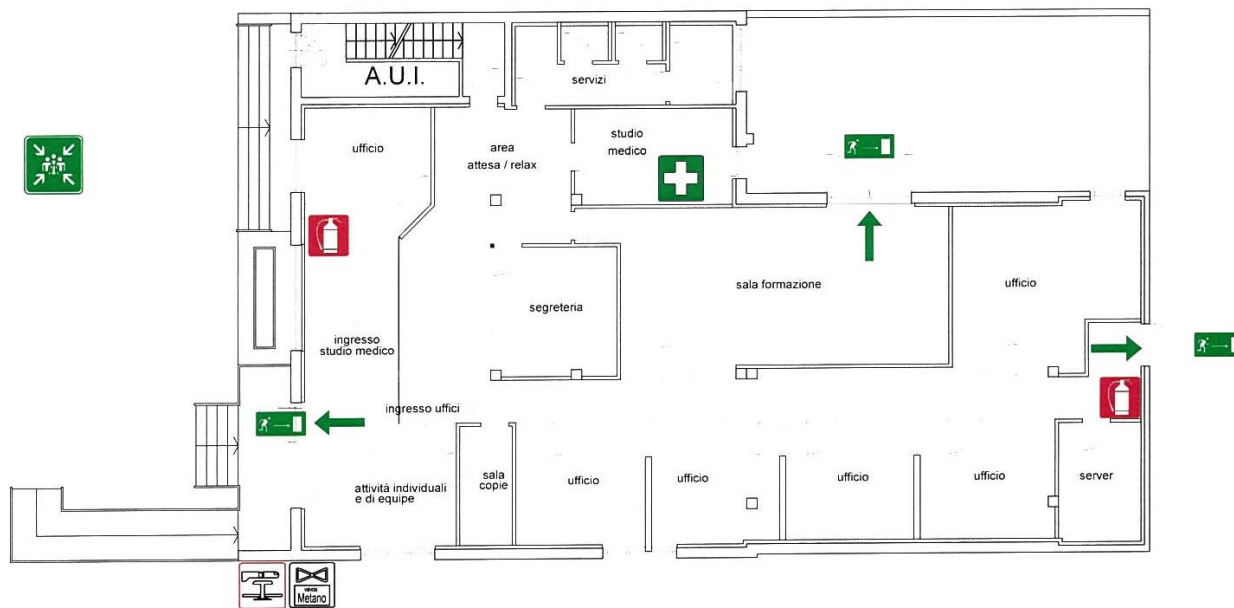 A.U.I.
servizi
ufficio
area
attesa / relax
studio
medico
segreteria
sala formazione
ufficio
ingresso
studio medico
ingresso uffici
attività individuali
e di equipe
sala
copie
ufficio
ufficio
ufficio
ufficio
server
valvola
Metano